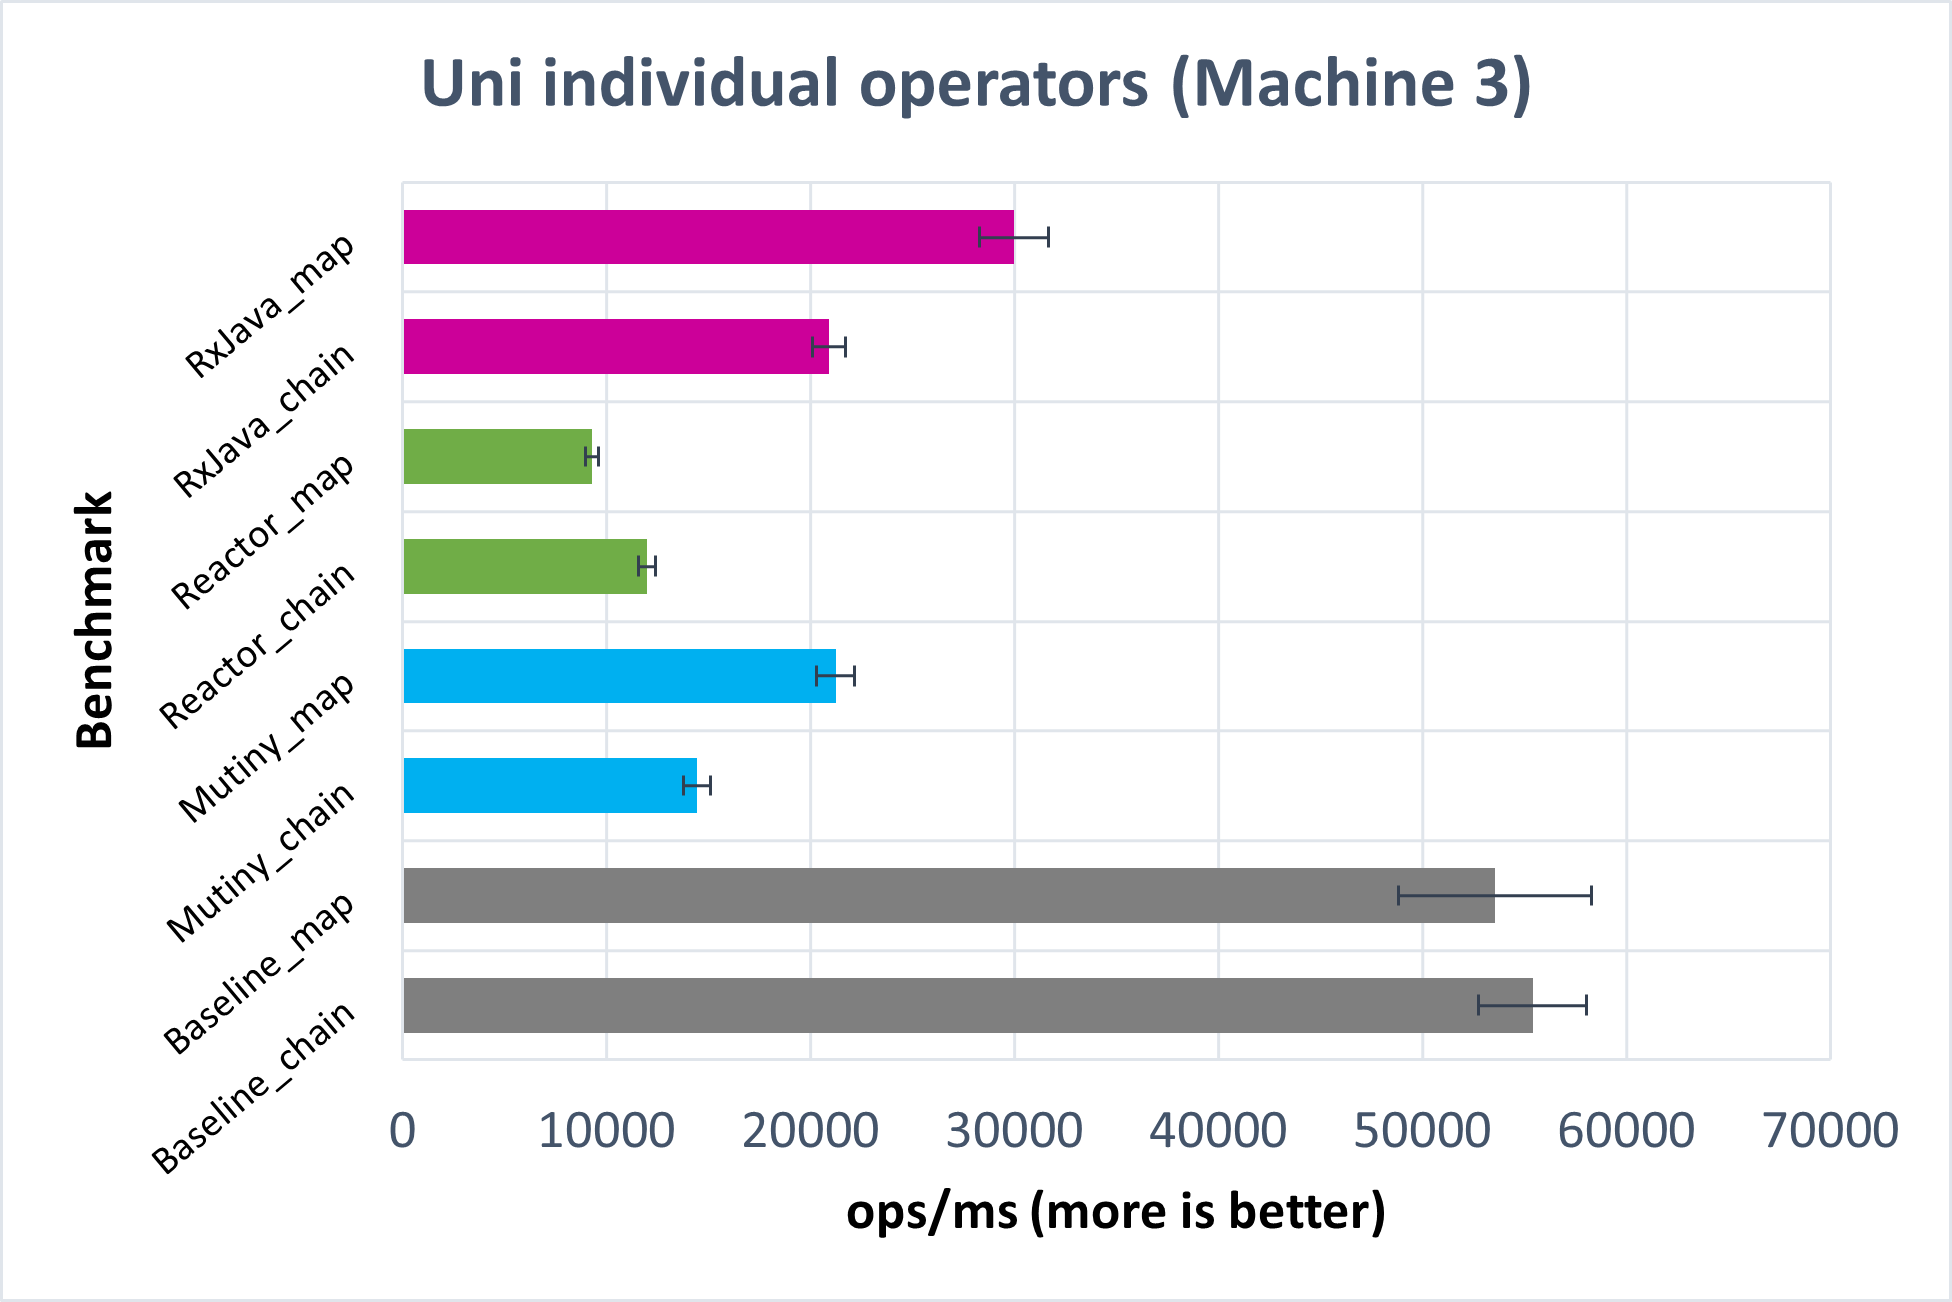 Uni individual operators (Machine 3)
Benchmark
RxJava_map
RxJava_chain
Reactor_map
Reactor_chain
Mutiny_map
Mutiny_chain
Baseline_map
Baseline_chain
0 10000 20000 30000 40000 50000 60000 70000
ops/ms (more is better)